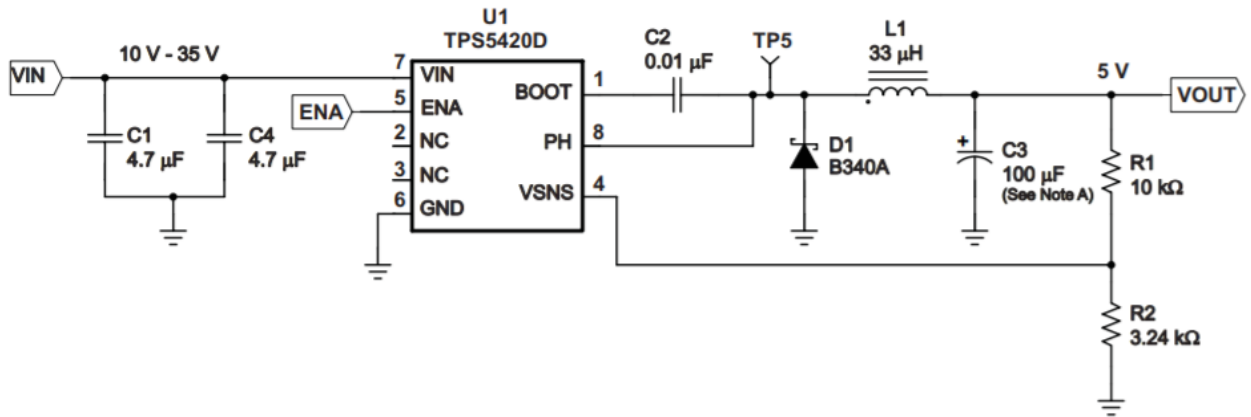 U1
TPS5420D
10 V - 35 V
VIN
7
VIN
5
ENA
ENA
2
NC
3
NC
6
GND
BOOT
1
PH
8
VSNS
4
C1
4.7 µF
C4
4.7 µF
C2
0.01 µF
TP5
L1
33 µH
D1
B340A
5 V
VOUT
+
C3
100 µF
(See Note A)
R1
10 kΩ
R2
3.24 kΩ